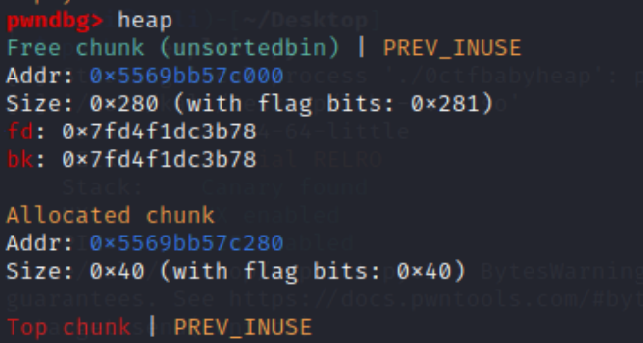 pwndbg> heap
Free chunk (unsortedbin) | PREV_INUSE
Addr: 0x5569bb57c000
Size: 0x280 (with flag bits: 0x281)
fd: 0x7fd4f1dc3b78
bk: 0x7fd4f1dc3b78
Allocated chunk
Addr: 0x5569bb57c280
Size: 0x40 (with flag bits: 0x40)
Top chunk | PREV_INUSE